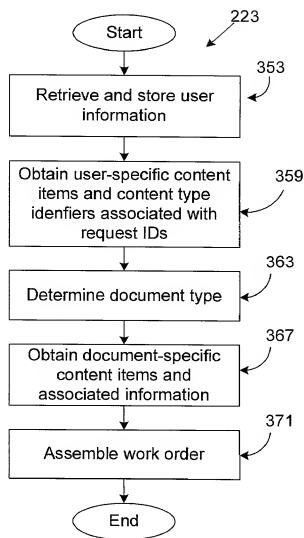 Start
223
Retrieve and store user
information
353
Obtain user-specific content
items and content type
idenfiers associated with
request IDs
359
Determine document type
363
Obtain document-specific
content items and
associated information
367
Assemble work order
371
End